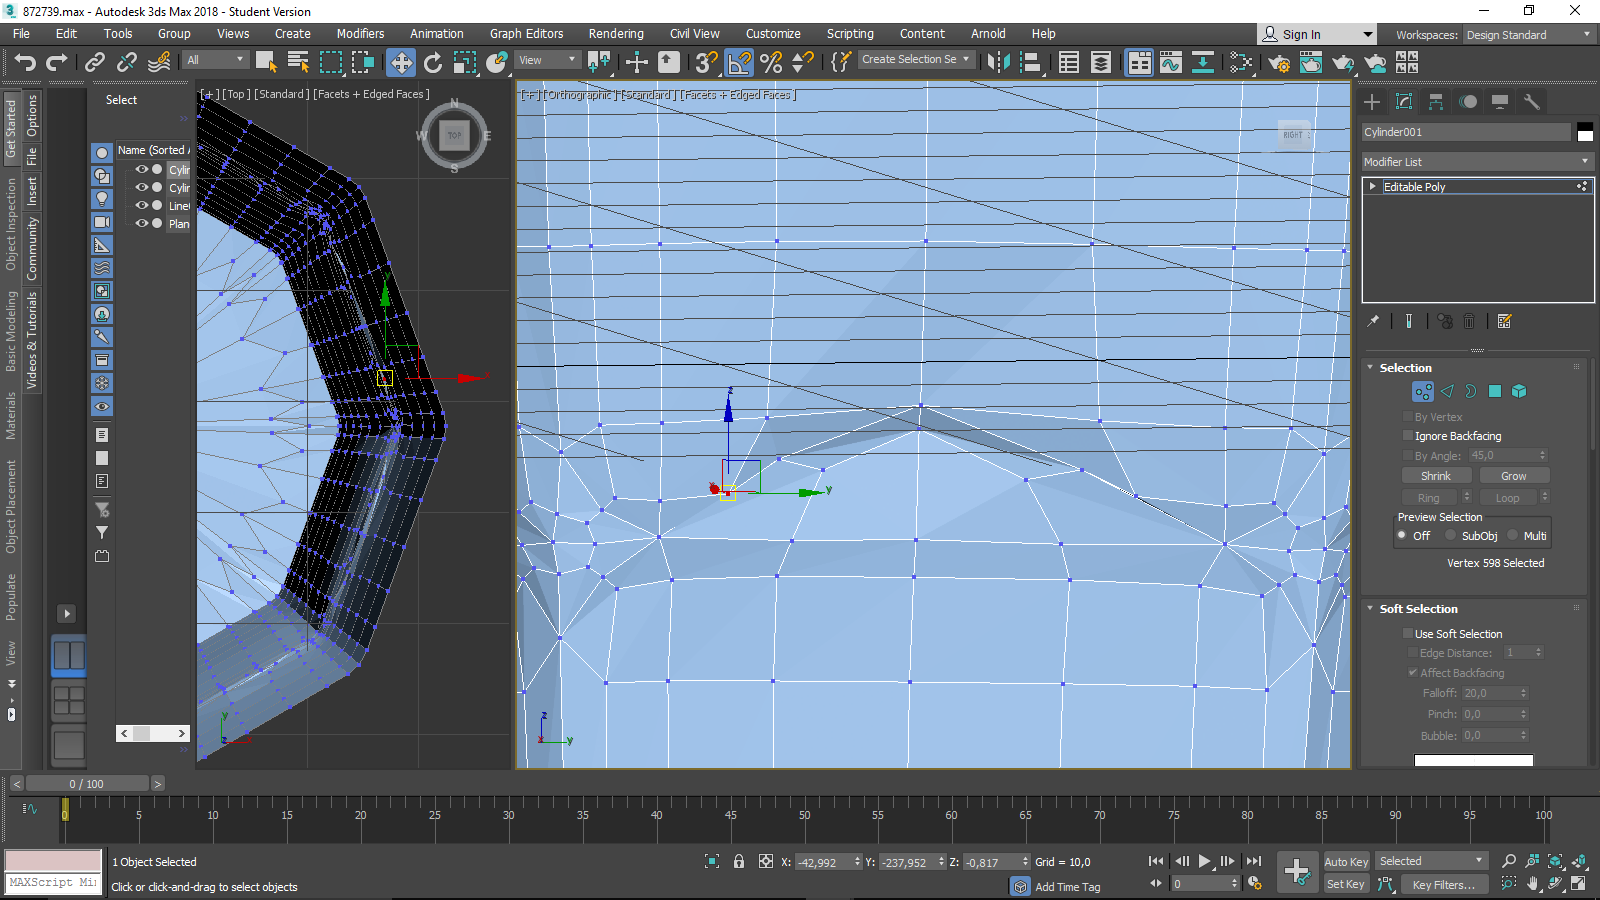 872739.max - Autodesk 3ds Max 2018 - Student Version
File Edit Tools Group Views Create Modifiers Animation Graph Editors Rendering Civil View Customize Scripting Content Arnold Help Sign In Workspaces: Design Standard
All View Create Selection Se
Get Started
Object Inspection
Basic Modeling
Materials
Object Placement
Populate
View
Options
File
Insert
Community
Videos & Tutorials
Select
Name (Sorted A
Cylin
Cylin
Line
Plan
[+] [Top] [Standard] [Facets + Edged Faces]
N
W TOP E
S
y
x
y
z
[+] [Orthographic] [Standard] [Facets + Edged Faces]
RIGHT
z
x y
z
x y
Cylinder001
Modifier List
Editable Poly
Selection
By Vertex
Ignore Backfacing
By Angle: 45,0
Shrink Grow
Ring Loop
Preview Selection
Off SubObj Multi
Vertex 598 Selected
Soft Selection
Use Soft Selection
Edge Distance: 1
Affect Backfacing
Falloff: 20,0
Pinch: 0,0
Bubble: 0,0
< 0 / 100 >
0 5 10 15 20 25 30 35 40 45 50 55 60 65 70 75 80 85 90 95 100
1 Object Selected X: -42,992 Y: -237,952 Z: -0,817 Grid = 10,0 Auto Key Selected
MAXScript Mi Click or click-and-drag to select objects Add Time Tag 0 Set Key Key Filters...